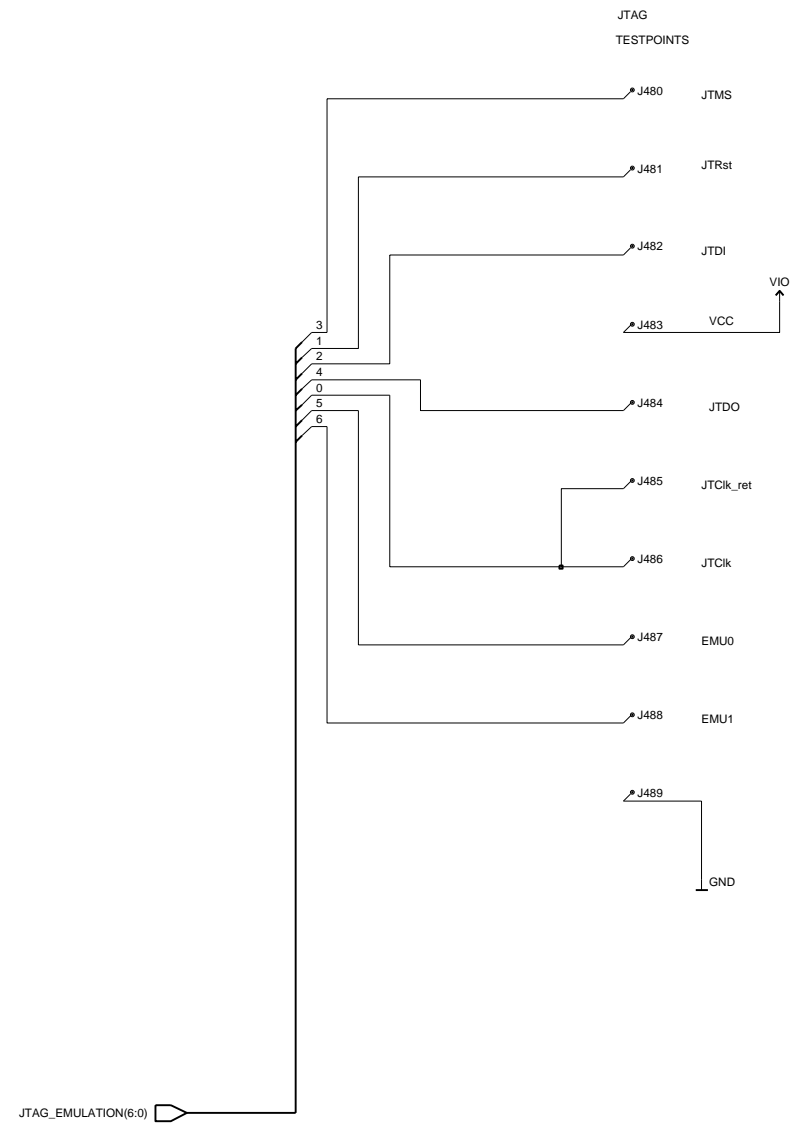 JTAG
TESTPOINTS
J480 JTMS
J481 JTRst
J482 JTDI
VIO
J483 VCC
3
1
2
4
0
5
6
J484 JTDO
J485 JTClk_ret
J486 JTClk
J487 EMU0
J488 EMU1
J489
GND
JTAG_EMULATION(6:0)